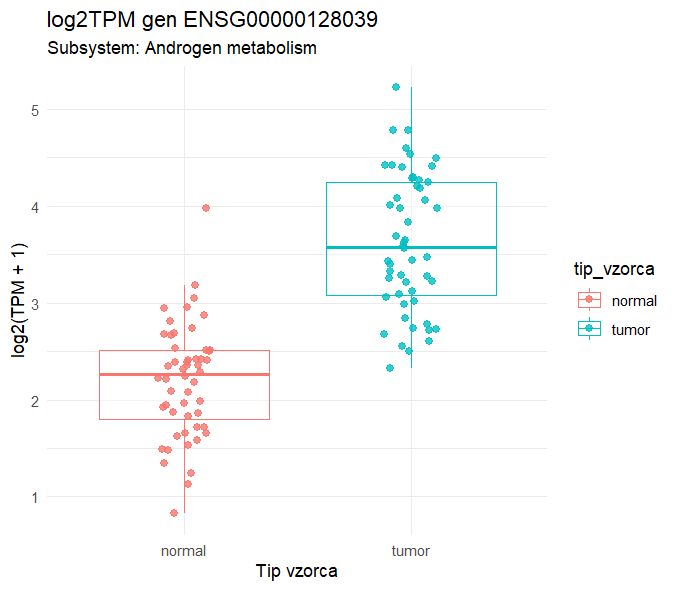 log2TPM gen ENSG00000128039
Subsystem: Androgen metabolism
log2(TPM + 1)
5
4
3
2
1
normal
tumor
Tip vzorca
tip_vzorca
normal
tumor